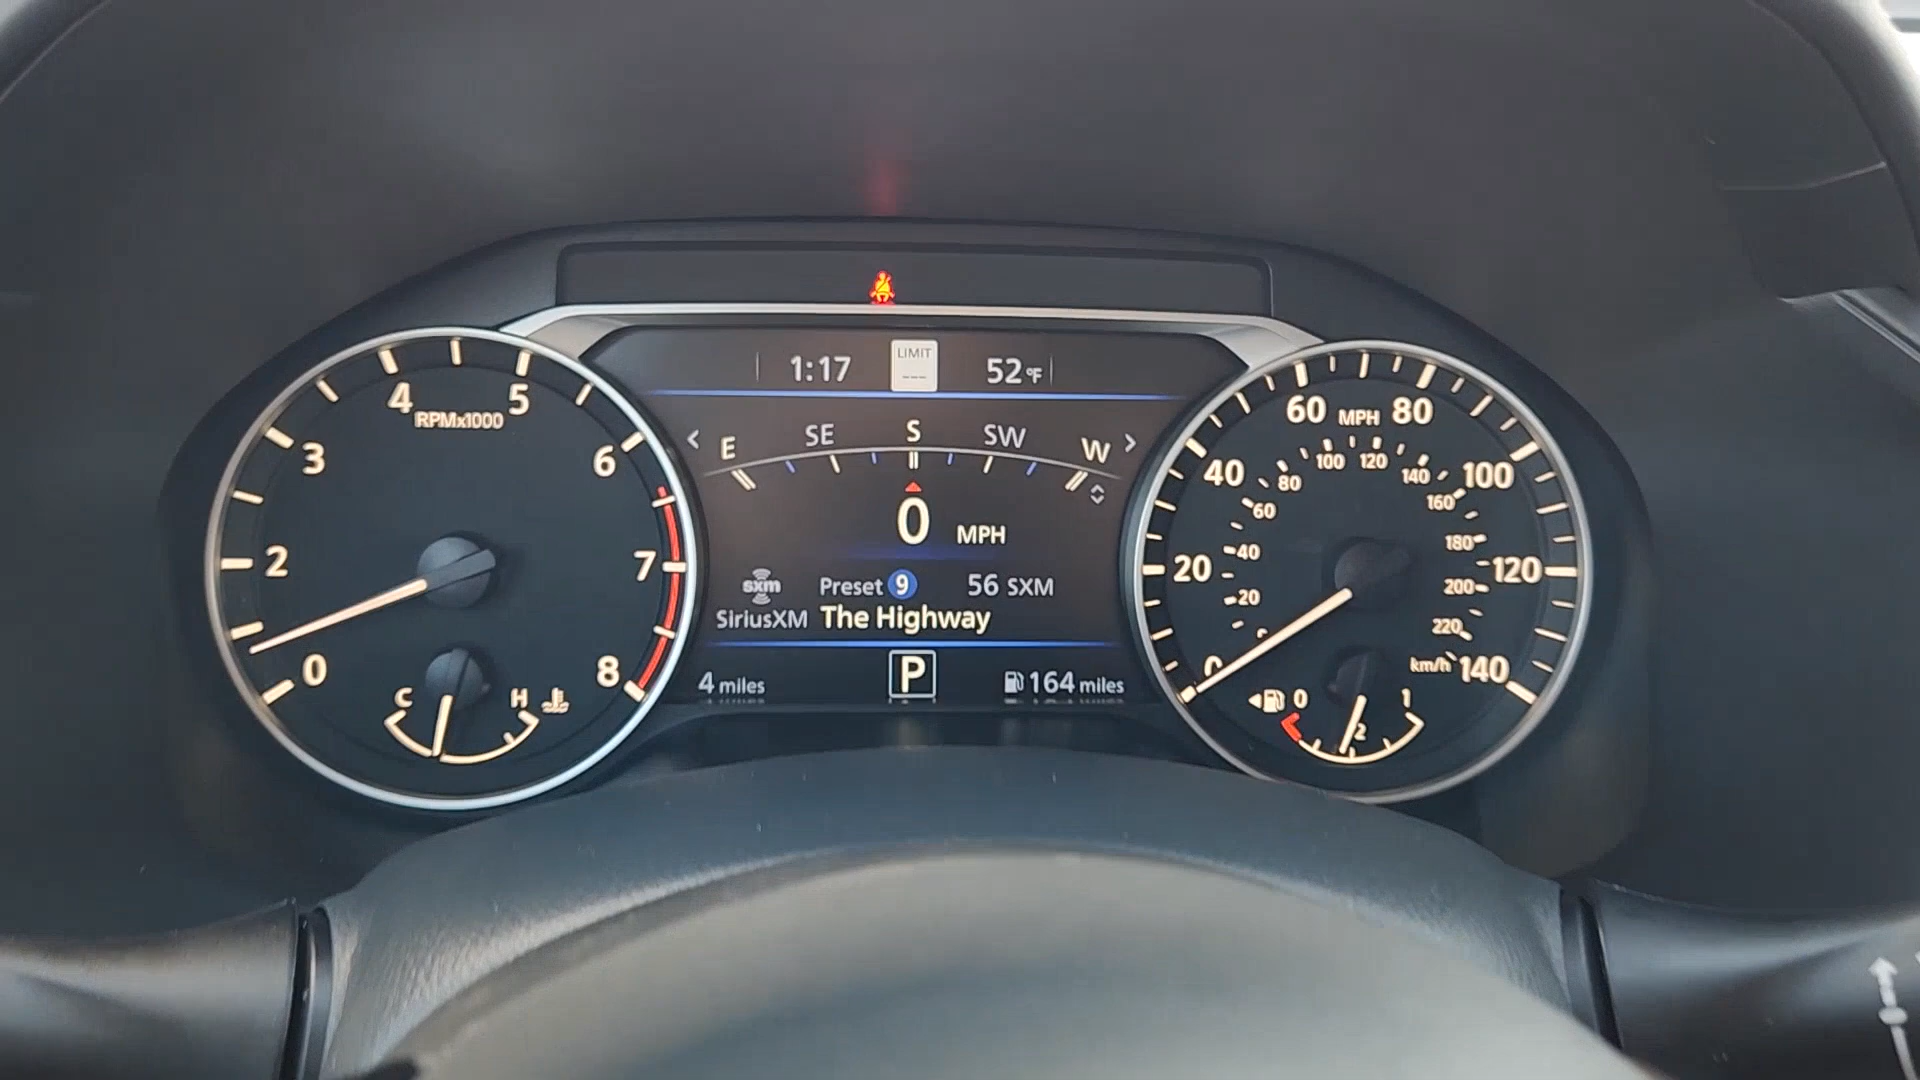 1:17 LIMIT --- 52°F
E SE S SW W
0 MPH
sxm Preset 9 56 SXM
SiriusXM The Highway
4 miles P 164 miles
0 2 3 4 5 6 7 8
RPMx1000
C H
0 20 40 60 80 100 120 140
MPH
20 40 60 80 100 120 140 160 180 200 220
km/h
0 1
2